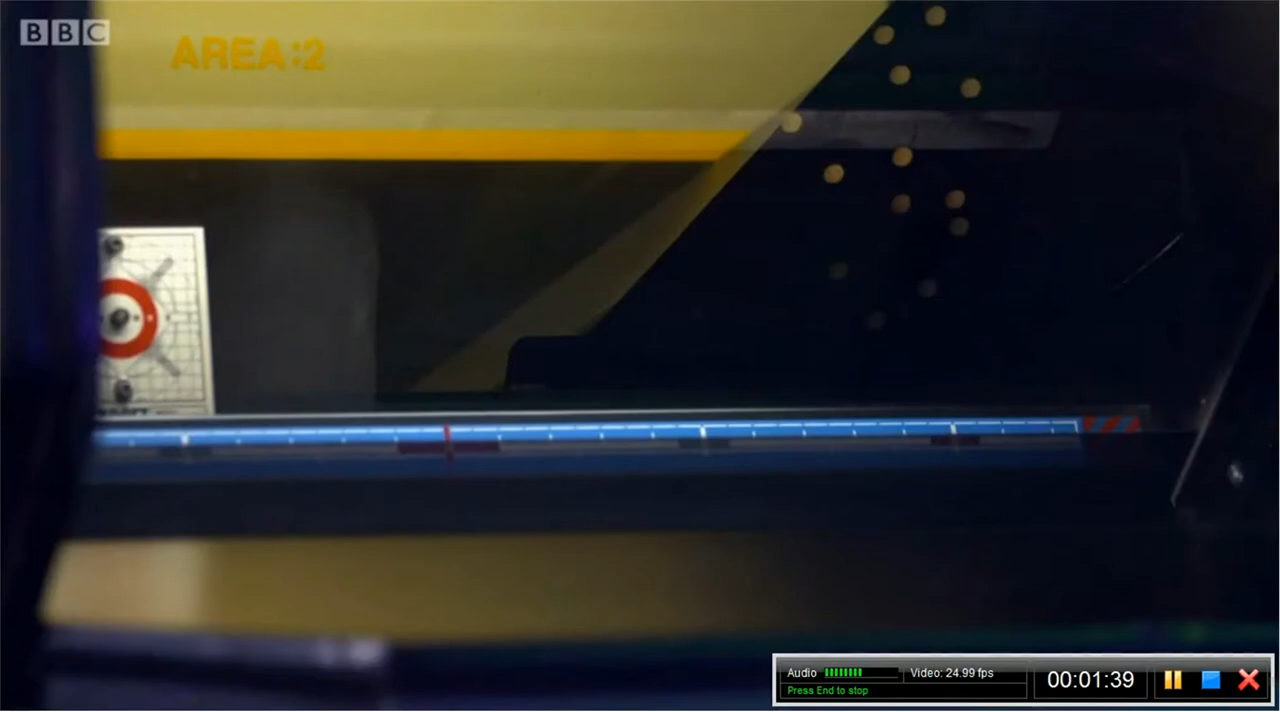 BBC
AREA:2
Audio
Video: 24.99 fps
00:01:39
Press End to stop